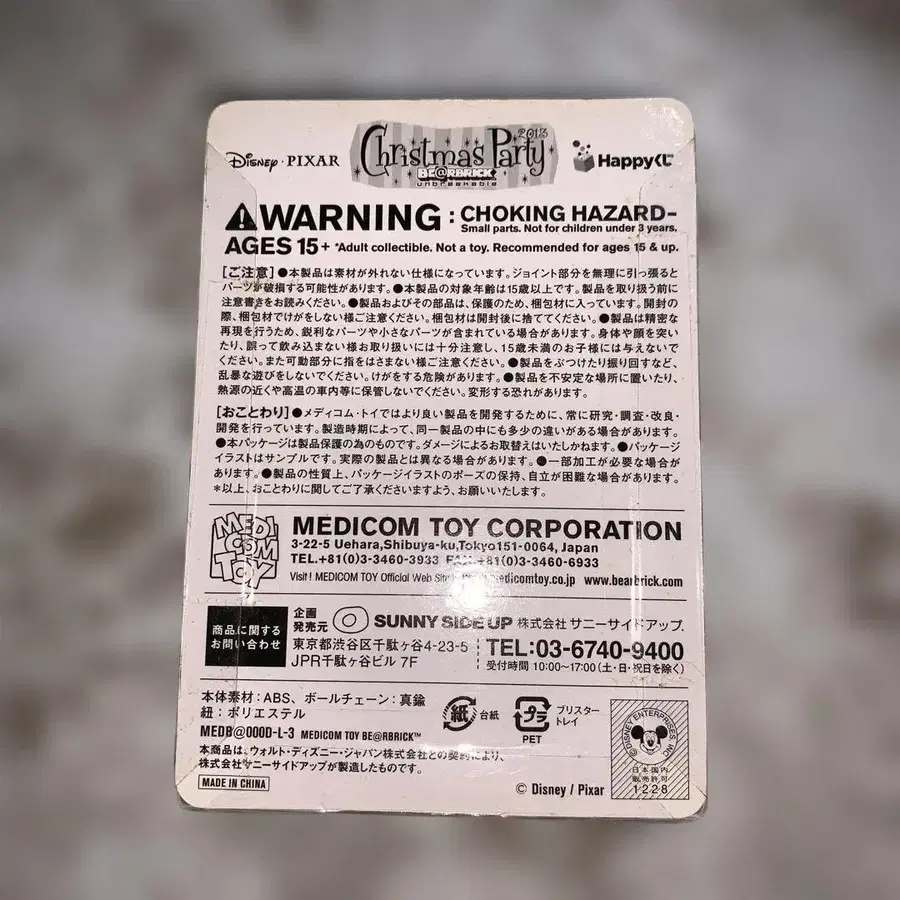 Disney · PIXAR
Christmas Party 2013
BE@RBRICK
unbreakable
Happyくじ
WARNING : CHOKING HAZARD–
Small parts. Not for children under 3 years.
AGES 15+ *Adult collectible. Not a toy. Recommended for ages 15 & up.
[ご注意]●本製品は素材が外れない仕様になっています。ジョイント部分を無理に引っ張ると
パーツが破損する可能性があります。●本製品の対象年齢は15歳以上です。製品を取り扱う前に
注意書きをお読みください。●製品およびその部品は、保護のため、梱包材に入っています。開封の
際、梱包材でけがをしない様ご注意ください。梱包材は開封後に捨ててください。●製品は精密な
再現を行うため、鋭利なパーツや小さなパーツが含まれている場合があります。身体や顔を突い
たり、誤って飲み込まない様お取り扱いには十分注意し、15歳未満のお子様には与えないで
ください。また可動部分に指をはさまない様ご注意ください。●製品をぶつけたり振り回すなど、
乱暴な遊びをしないでください。けがをする危険があります。●製品を不安定な場所に置いたり、
熱源の近くや高温の車内等に保管しないでください。変形する恐れがあります。
[おことわり]●メディコム・トイではより良い製品を開発するために、常に研究・調査・改良・
開発を行っています。製造時期によって、同一製品の中にも多少の違いがある場合があります。
●本パッケージは製品保護の為のものです。ダメージによるお取替えはいたしかねます。●パッケージ
イラストはサンプルです。実際の製品とは異なる場合があります。●一部加工が必要な場合が
あります。●製品の性質上、パッケージイラストのポーズの保持、自立が困難な場合があります。
*以上、おことわりに関してご了承くださいますよう、お願いいたします。
MEDICOM TOY
MEDICOM TOY CORPORATION
3-22-5 Uehara,Shibuya-ku,Tokyo151-0064, Japan
TEL.+81(0)3-3460-3933 FAX.+81(0)3-3460-6933
Visit! MEDICOM TOY Official Web Site medicomtoy.co.jp www.bearbrick.com
商品に関する
お問い合わせ
企画
発売元
SUNNY SIDE UP 株式会社 サニーサイドアップ.
東京都渋谷区千駄ヶ谷4-23-5
JPR千駄ヶ谷ビル 7F
TEL:03-6740-9400
受付時間 10:00～17:00(土・日・祝日を除く)
本体素材：ABS、ボールチェーン：真鍮
紐：ポリエステル
紙 台紙
プラ
PET
ブリスター
トレイ
MEDB@000D-L-3 MEDICOM TOY BE@RBRICK™
本商品は、ウォルト・ディズニー・ジャパン株式会社との契約により、
株式会社サニーサイドアップが製造したものです。
MADE IN CHINA
© Disney / Pixar
©DISNEY ENTERPRISES, INC.
日本国内
販売許可
1228